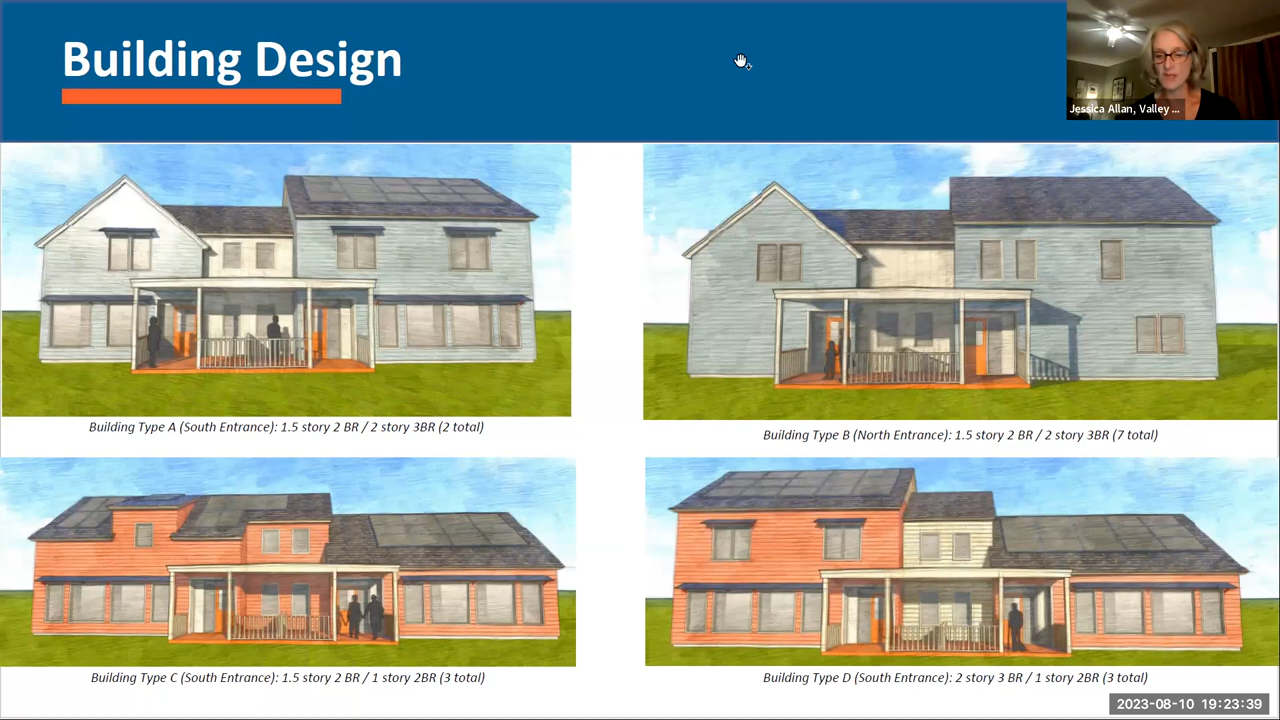 Building Design
Jessica Allan, Valley ...
Building Type A (South Entrance): 1.5 story 2 BR / 2 story 3BR (2 total)
Building Type B (North Entrance): 1.5 story 2 BR / 2 story 3BR (7 total)
Building Type C (South Entrance): 1.5 story 2 BR / 1 story 2BR (3 total)
Building Type D (South Entrance): 2 story 3 BR / 1 story 2BR (3 total)
2023-08-10 19:23:39